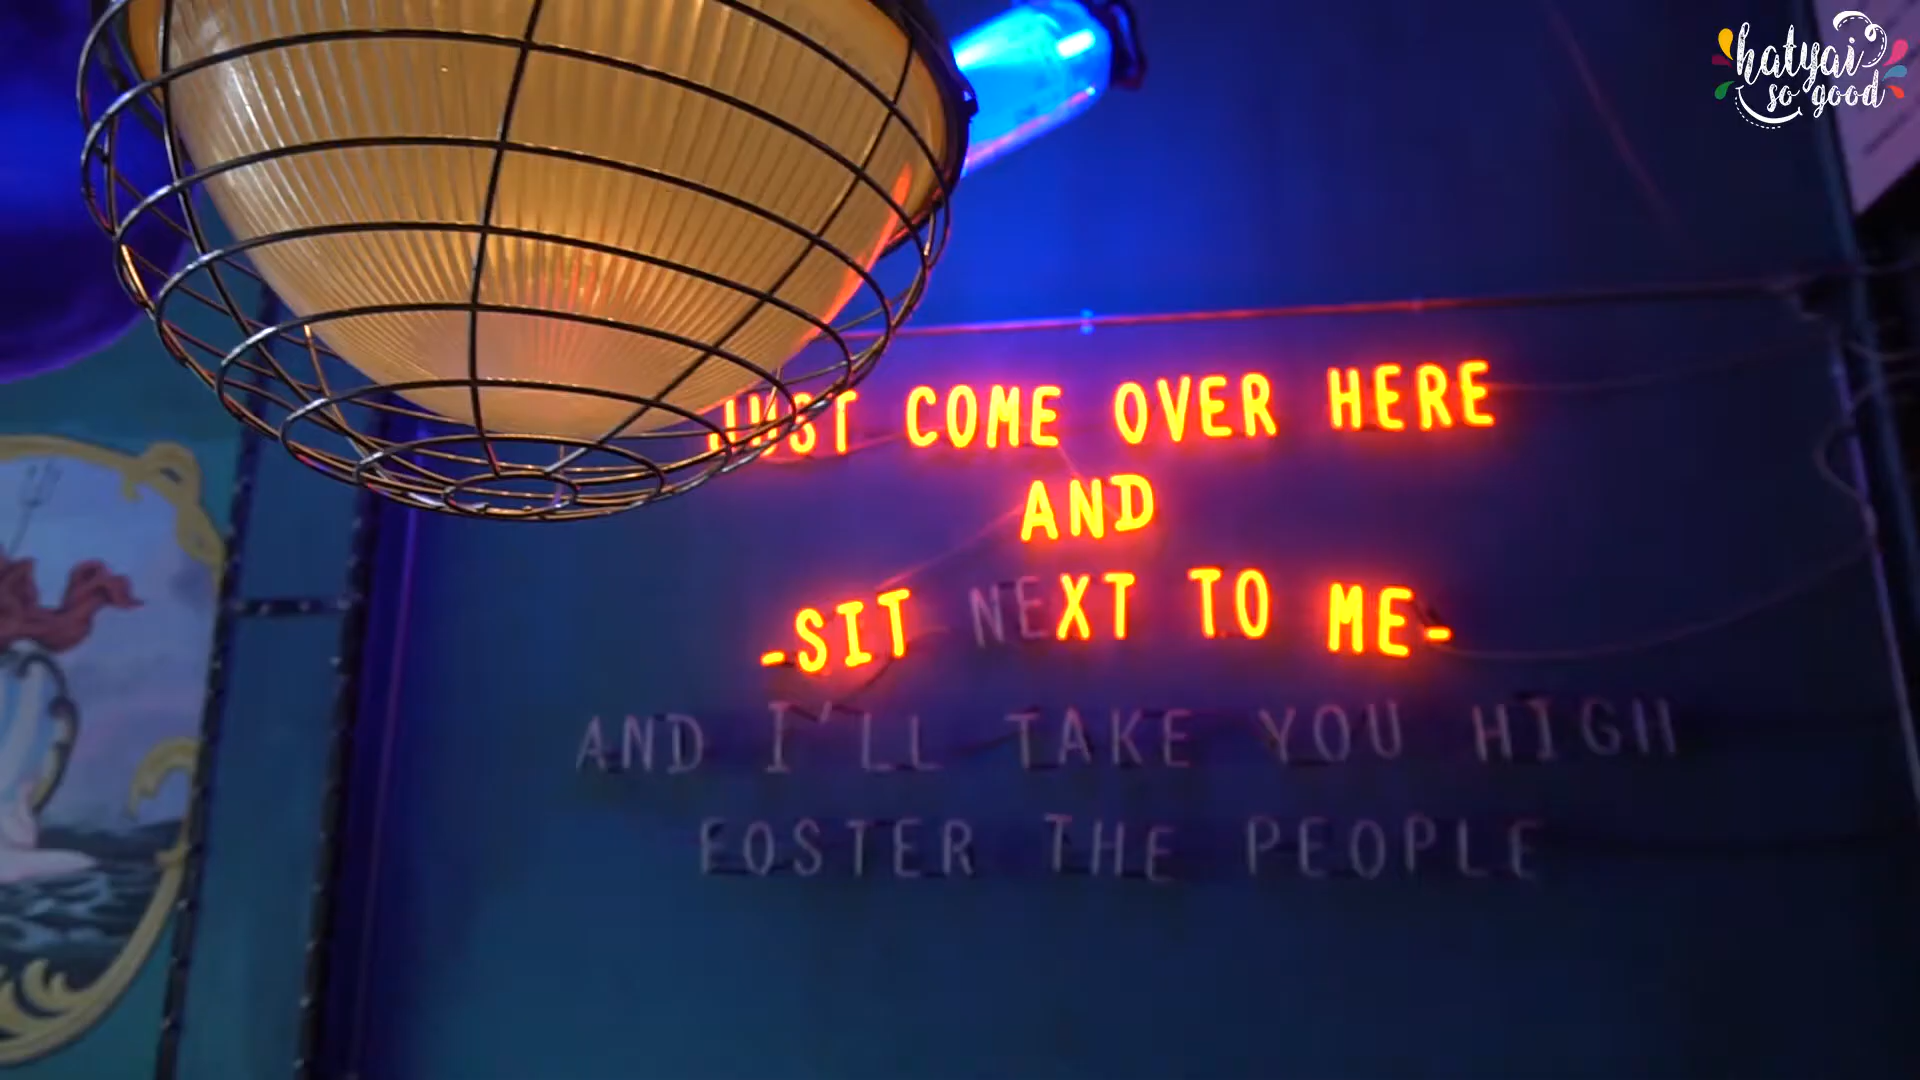 hatyai
so good
JUST COME OVER HERE
AND
-SIT NEXT TO ME-
AND I'LL TAKE YOU HIGH
FOSTER THE PEOPLE